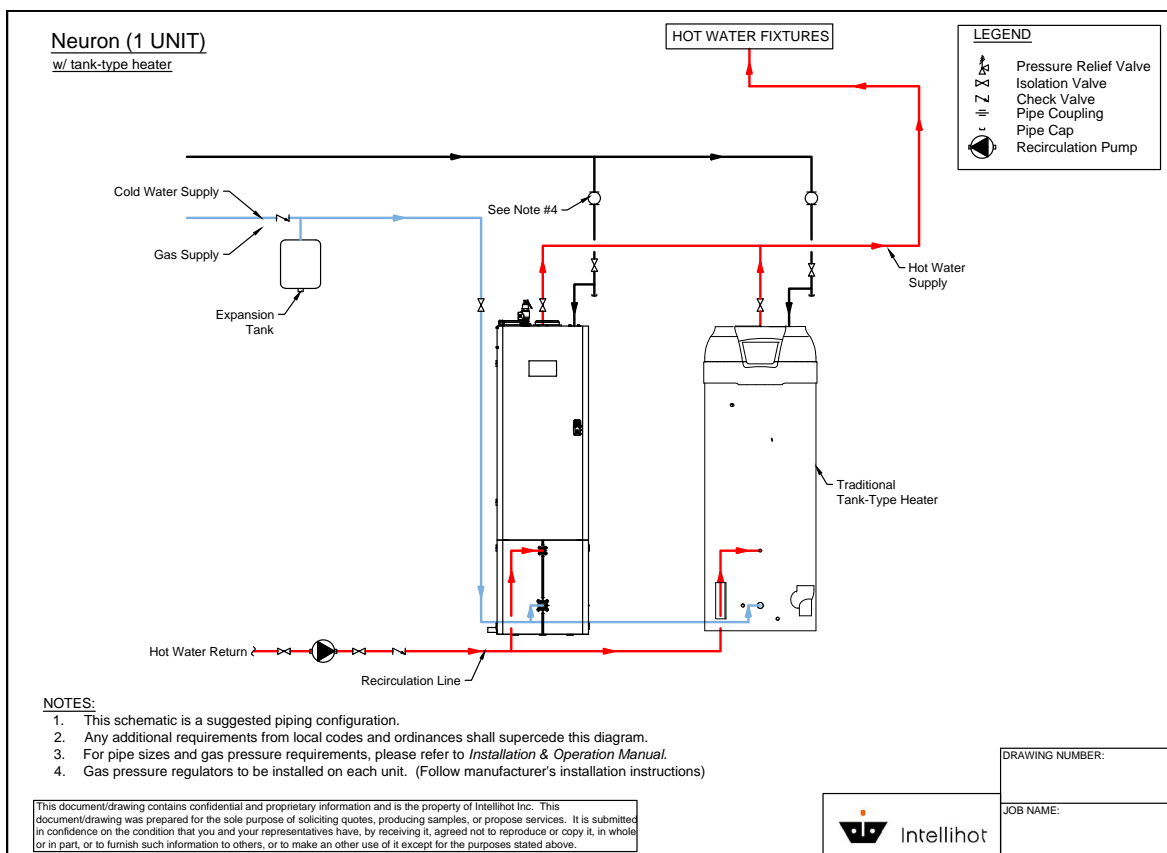 Neuron (1 UNIT)
w/ tank-type heater
HOT WATER FIXTURES
LEGEND
Pressure Relief Valve
Isolation Valve
Check Valve
Pipe Coupling
Pipe Cap
Recirculation Pump
Cold Water Supply
Gas Supply
Expansion
Tank
See Note #4
Hot Water
Supply
Traditional
Tank-Type Heater
Hot Water Return
Recirculation Line
NOTES:
1. This schematic is a suggested piping configuration.
2. Any additional requirements from local codes and ordinances shall supercede this diagram.
3. For pipe sizes and gas pressure requirements, please refer to Installation & Operation Manual.
4. Gas pressure regulators to be installed on each unit. (Follow manufacturer's installation instructions)
This document/drawing contains confidential and proprietary information and is the property of Intellihot Inc. This
document/drawing was prepared for the sole purpose of soliciting quotes, producing samples, or propose services. It is submitted
in confidence on the condition that you and your representatives have, by receiving it, agreed not to reproduce or copy it, in whole
or in part, or to furnish such information to others, or to make an other use of it except for the purposes stated above.
Intellihot
DRAWING NUMBER:
JOB NAME: